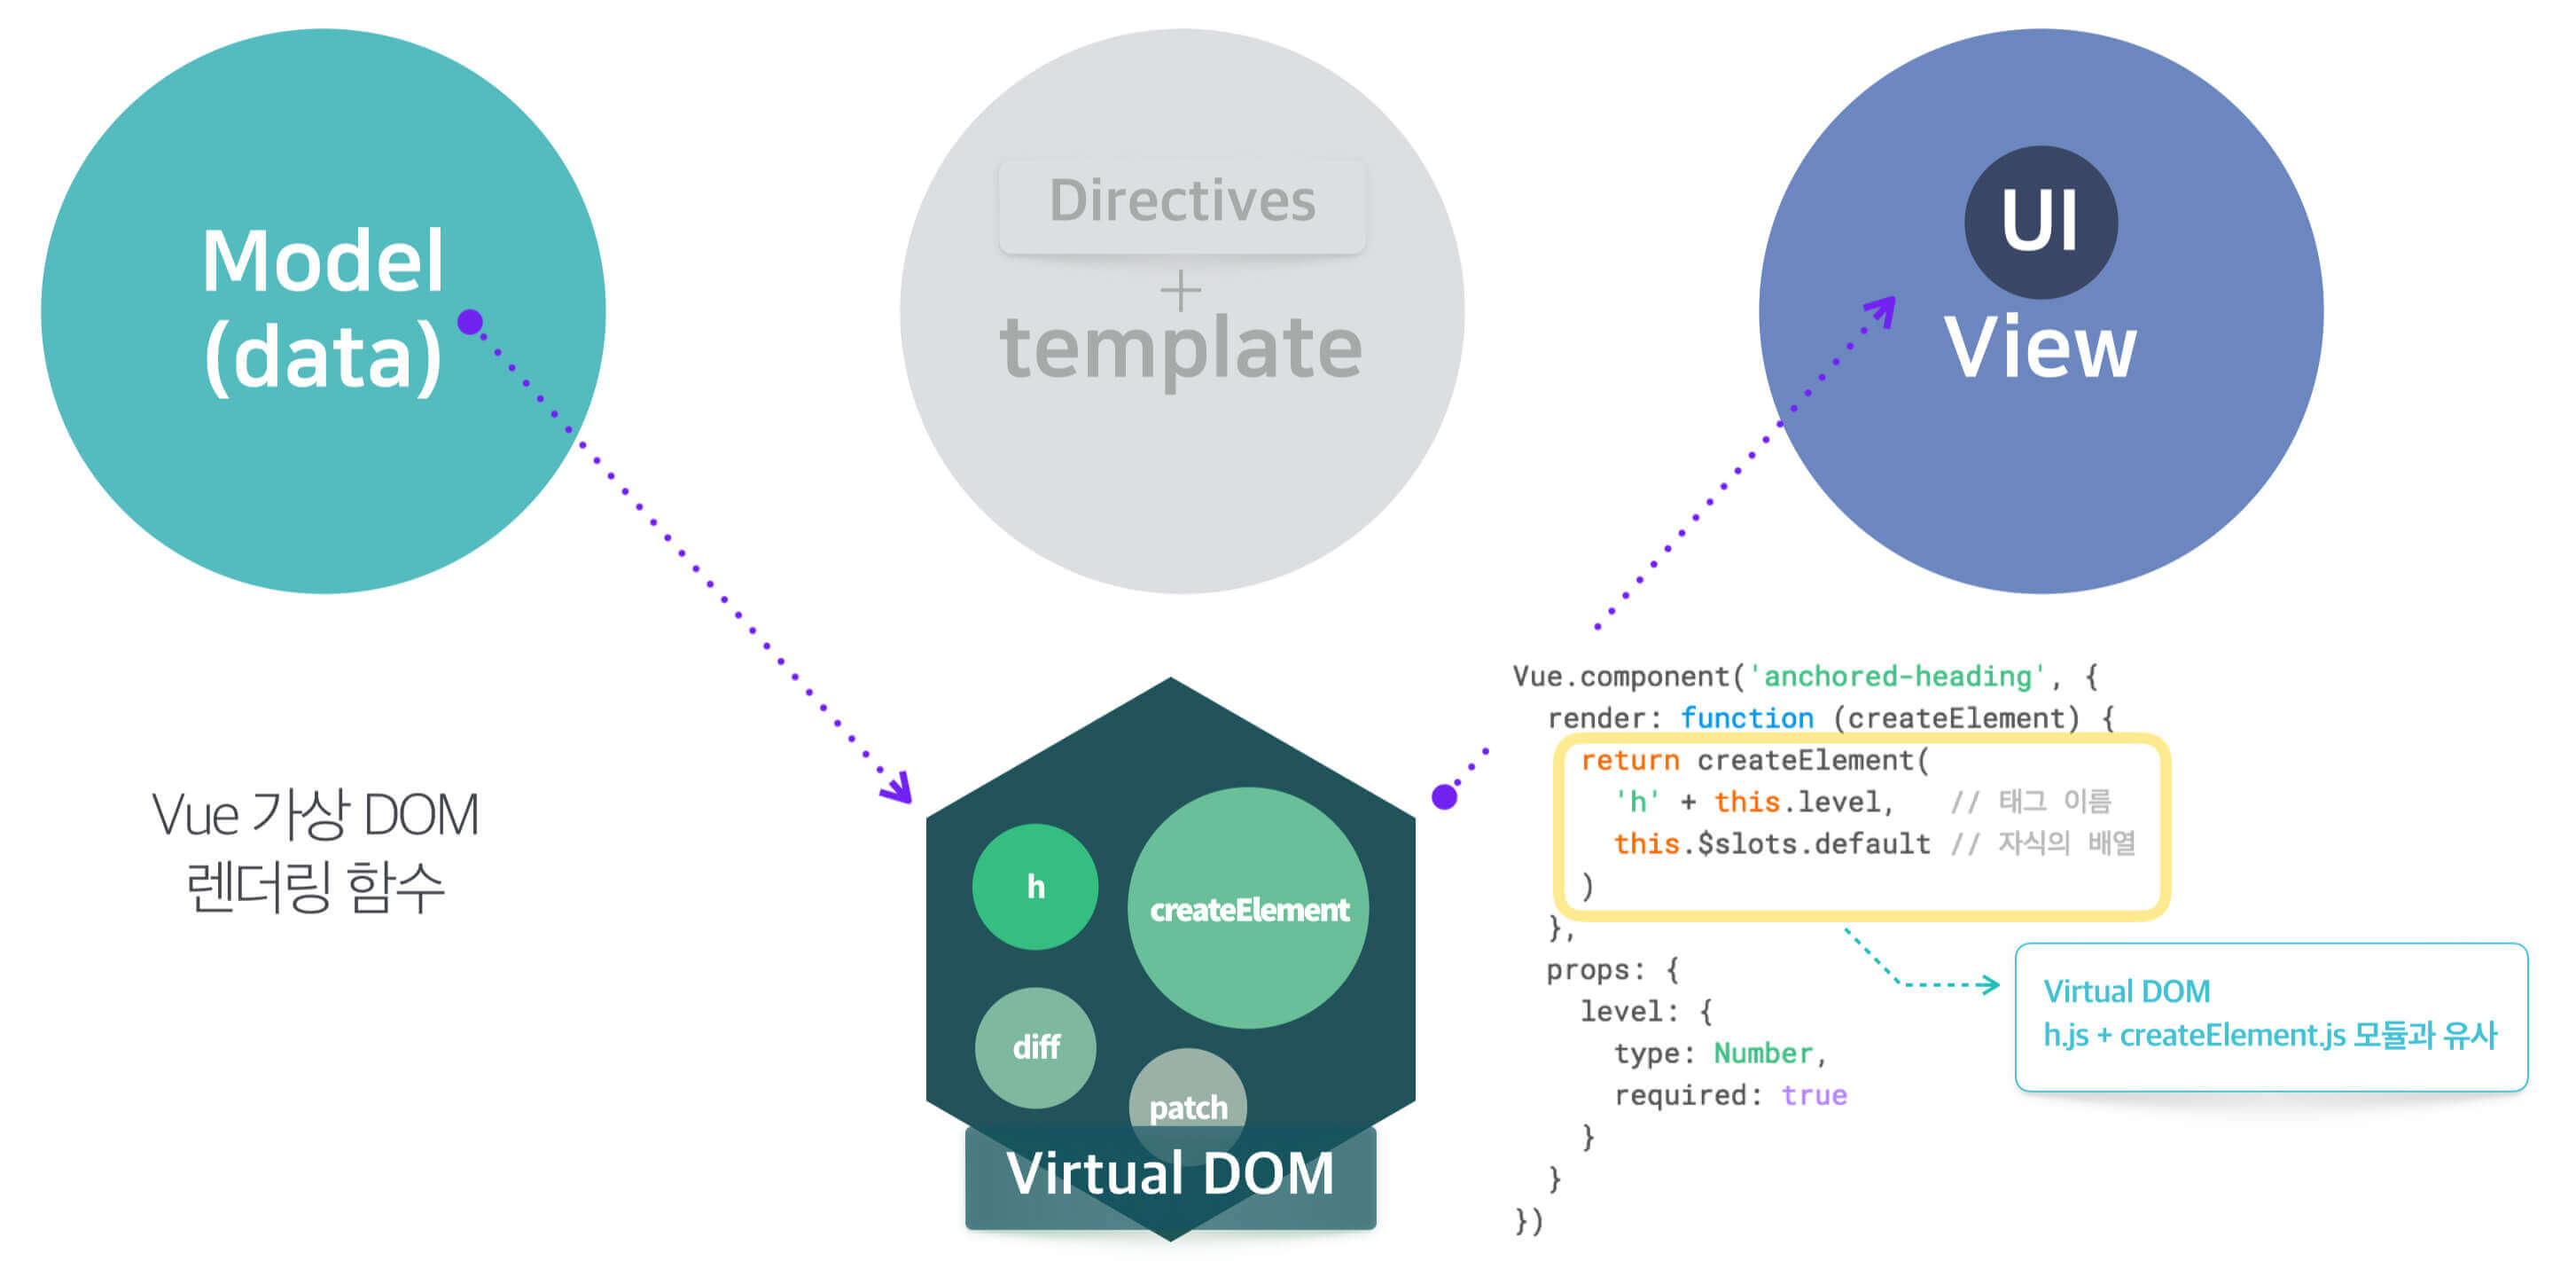 Model
(data)
Directives
+
template
UI
View
Vue 가상 DOM
렌더링 함수
h
createElement
diff
patch
Virtual DOM
Vue.component('anchored-heading', {
  render: function (createElement) {
    return createElement(
      'h' + this.level,   // 태그 이름
      this.$slots.default // 자식의 배열
    )
  },
  props: {
    level: {
      type: Number,
      required: true
    }
  }
})
Virtual DOM
h.js + createElement.js 모듈과 유사